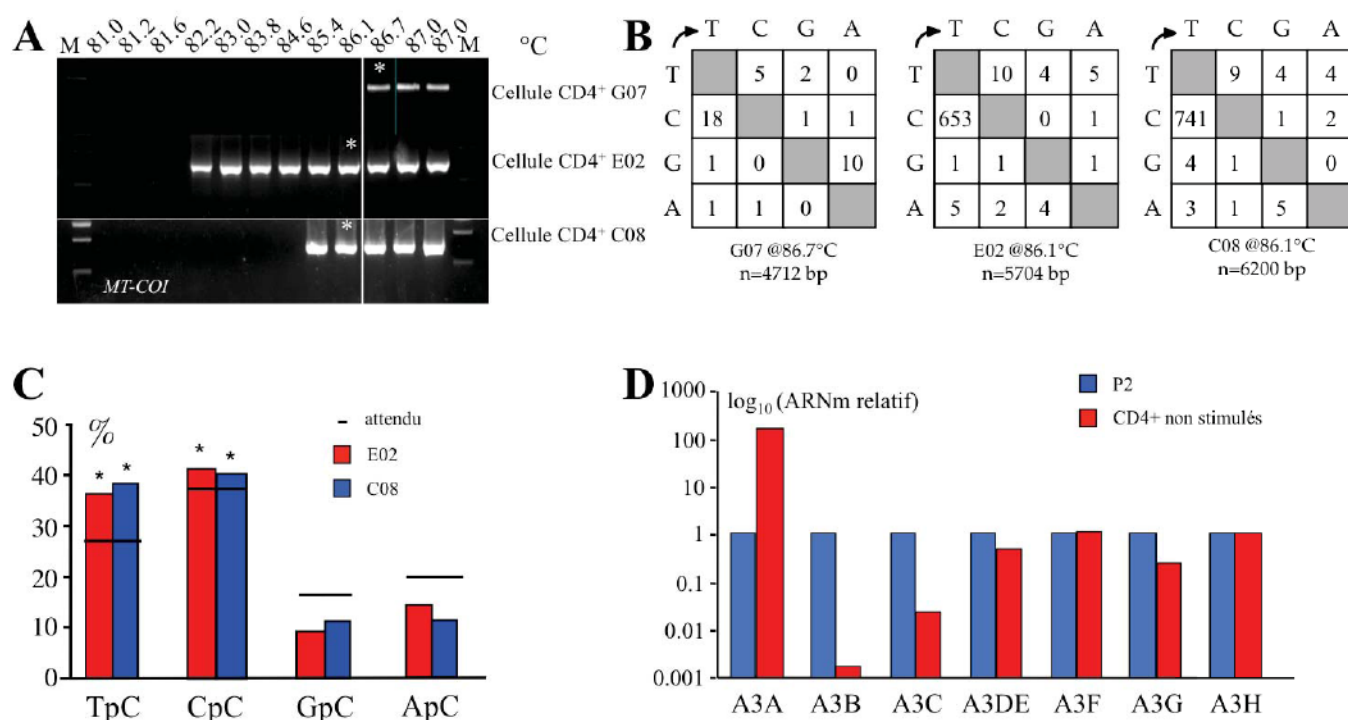 A
M 81.0 81.2 81.6 82.2 83.0 83.8 84.6 85.4 86.1 86.7 87.0 87.0 M °C
*
Cellule CD4+ G07
*
Cellule CD4+ E02
*
Cellule CD4+ C08
MT-COI
B
T C G A
T 5 2 0
C 18 1 1
G 1 0 10
A 1 1 0
G07 @86.7°C
n=4712 bp
T C G A
T 10 4 5
C 653 0 1
G 1 1 1
A 5 2 4
E02 @86.1°C
n=5704 bp
T C G A
T 9 4 4
C 741 1 2
G 4 1 0
A 3 1 5
C08 @86.1°C
n=6200 bp
C
%
50
40
30
20
10
0
* * * *
attendu
E02
C08
TpC CpC GpC ApC
D
log10 (ARNm relatif)
1000
100
10
1
0.1
0.01
0.001
P2
CD4+ non stimulés
A3A A3B A3C A3DE A3F A3G A3H